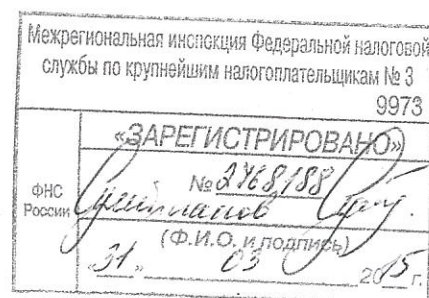 Межрегиональная инспекция Федеральной налоговой
службы по крупнейшим налогоплательщикам № 3
9973
«ЗАРЕГИСТРИРОВАНО»
ФНС
России
№ 2768188
(Ф.И.О. и подпись)
„31„ 03 2015 г.